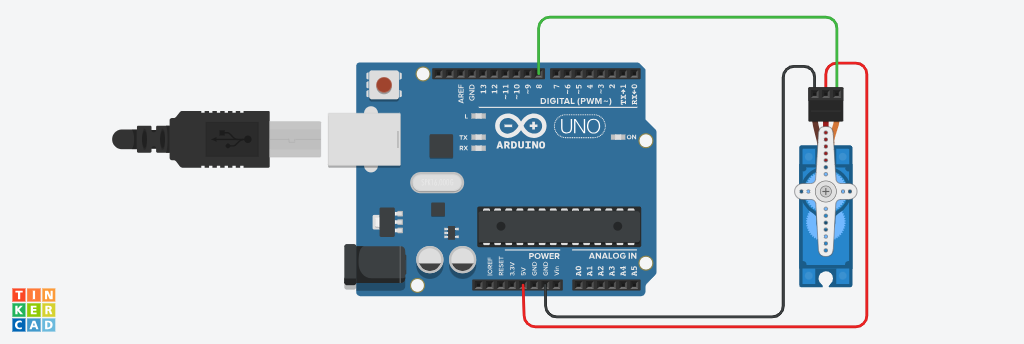 AREF
GND
13
12
~11
~10
~9
8
7
~6
~5
4
~3
2
TX→1
RX←0
DIGITAL (PWM~)
L
TX
RX
ARDUINO
UNO
ON
POWER
ANALOG IN
IOREF
RESET
3.3V
5V
GND
GND
Vin
A0
A1
A2
A3
A4
A5
TIN
KER
CAD